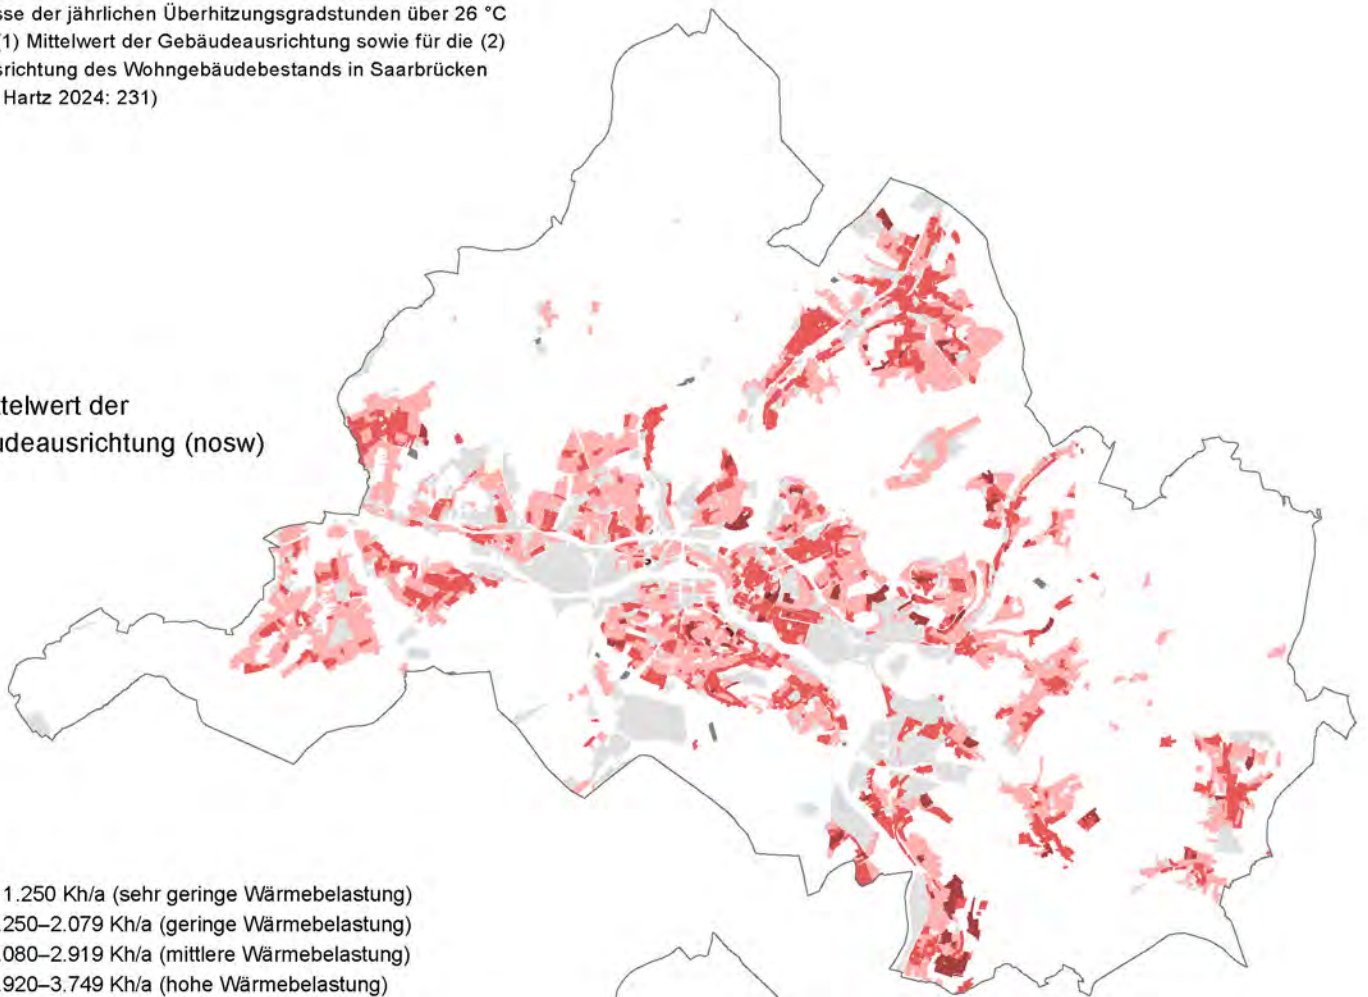 sse der jährlichen Überhitzungsgradstunden über 26 °C
(1) Mittelwert der Gebäudeausrichtung sowie für die (2)
srichtung des Wohngebäudebestands in Saarbrücken
Hartz 2024: 231)
ttelwert der
udeausrichtung (nosw)
1.250 Kh/a (sehr geringe Wärmebelastung)
.250–2.079 Kh/a (geringe Wärmebelastung)
.080–2.919 Kh/a (mittlere Wärmebelastung)
.920–3.749 Kh/a (hohe Wärmebelastung)